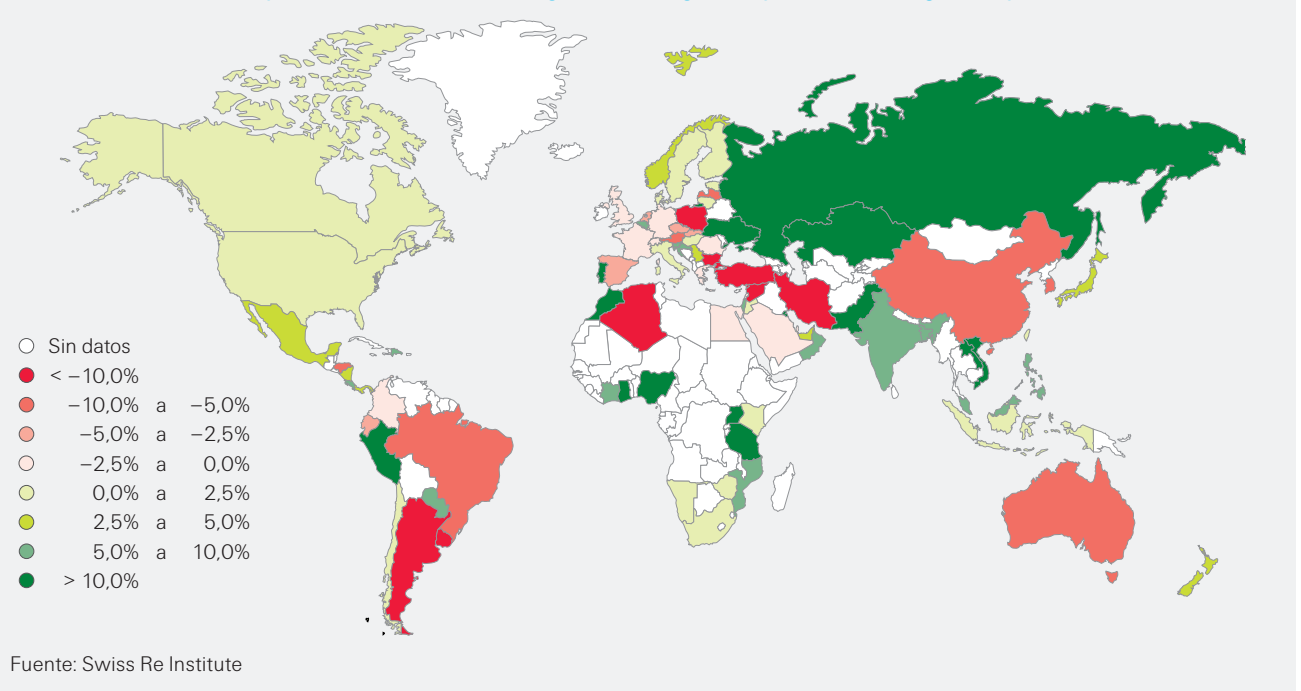 Sin datos
< −10,0%
−10,0% a −5,0%
−5,0% a −2,5%
−2,5% a 0,0%
0,0% a 2,5%
2,5% a 5,0%
5,0% a 10,0%
> 10,0%
Fuente: Swiss Re Institute